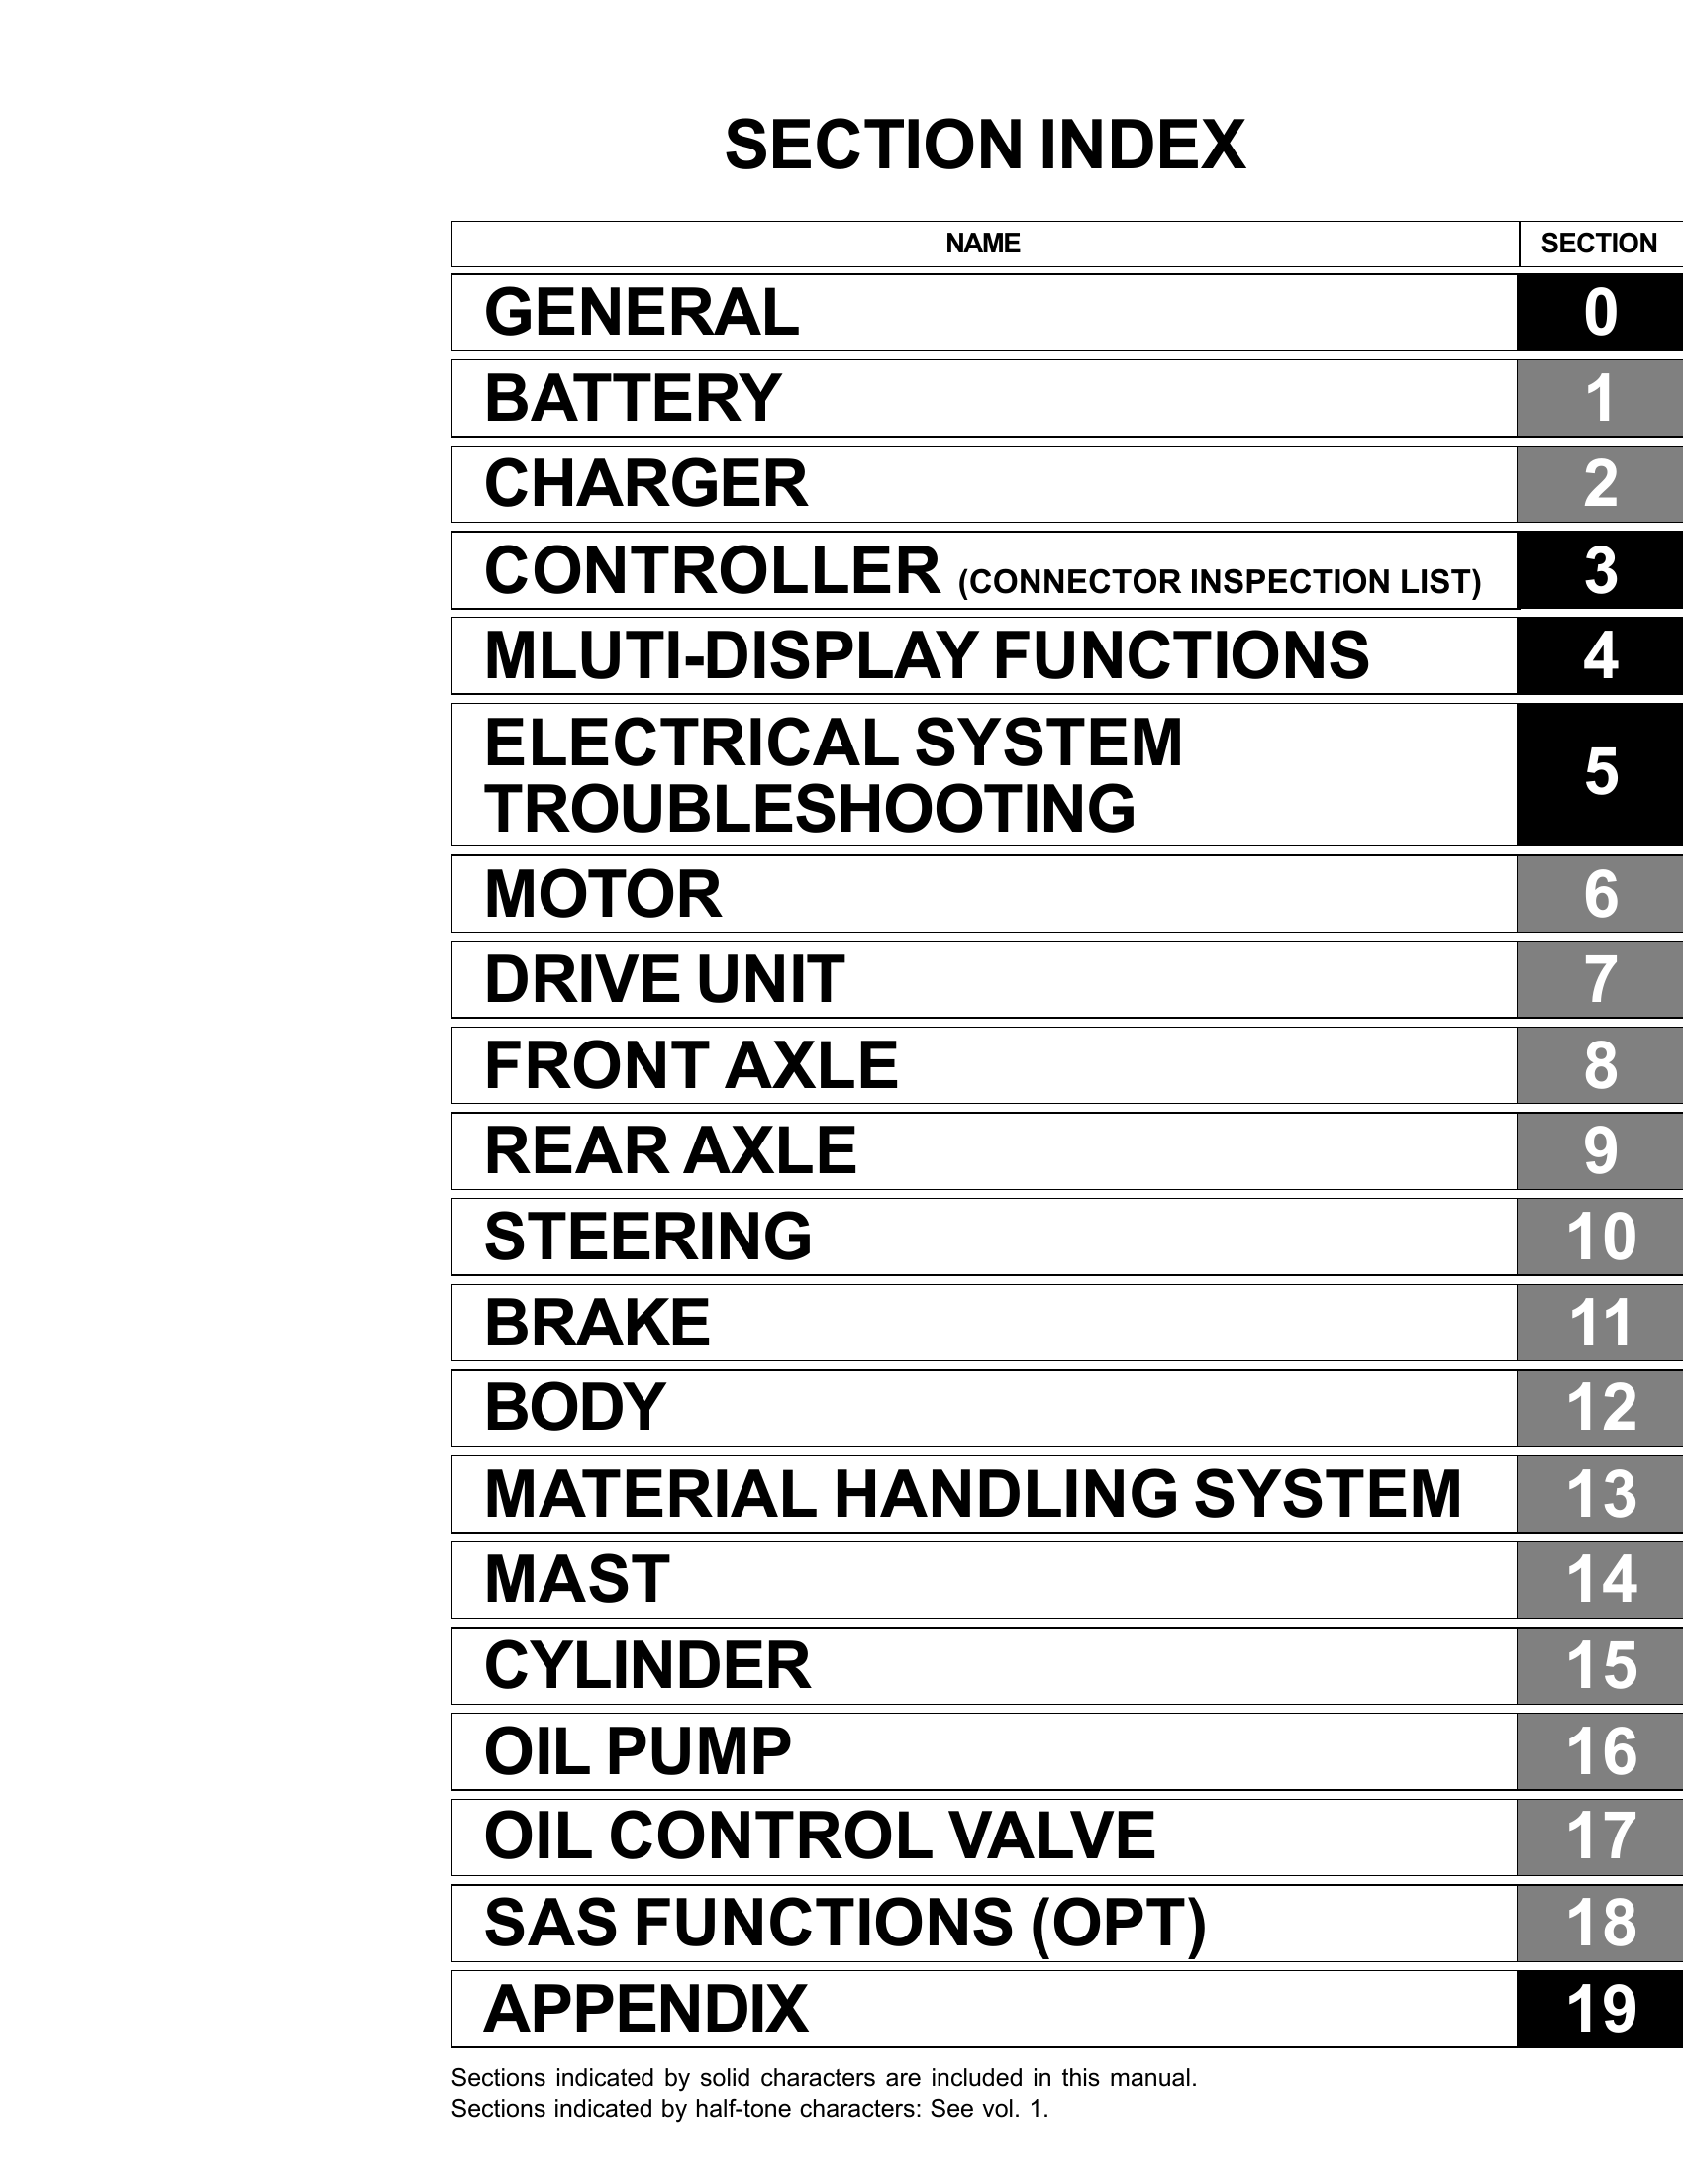 SECTION INDEX
NAME SECTION
GENERAL 0
BATTERY 1
CHARGER 2
CONTROLLER (CONNECTOR INSPECTION LIST) 3
MLUTI-DISPLAY FUNCTIONS 4
ELECTRICAL SYSTEM
TROUBLESHOOTING 5
MOTOR 6
DRIVE UNIT 7
FRONT AXLE 8
REAR AXLE 9
STEERING 10
BRAKE 11
BODY 12
MATERIAL HANDLING SYSTEM 13
MAST 14
CYLINDER 15
OIL PUMP 16
OIL CONTROL VALVE 17
SAS FUNCTIONS (OPT) 18
APPENDIX 19
Sections indicated by solid characters are included in this manual.
Sections indicated by half-tone characters: See vol. 1.